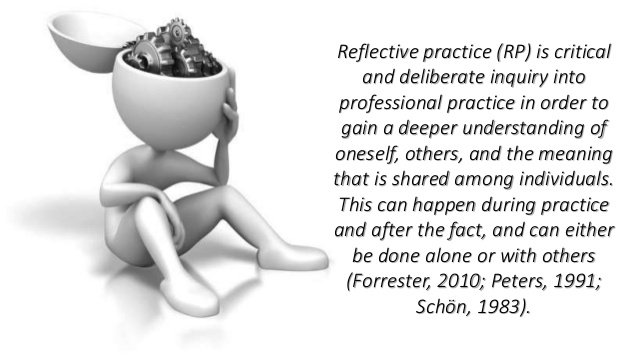 Reflective practice (RP) is critical
and deliberate inquiry into
professional practice in order to
gain a deeper understanding of
oneself, others, and the meaning
that is shared among individuals.
This can happen during practice
and after the fact, and can either
be done alone or with others
(Forrester, 2010; Peters, 1991;
Schön, 1983).